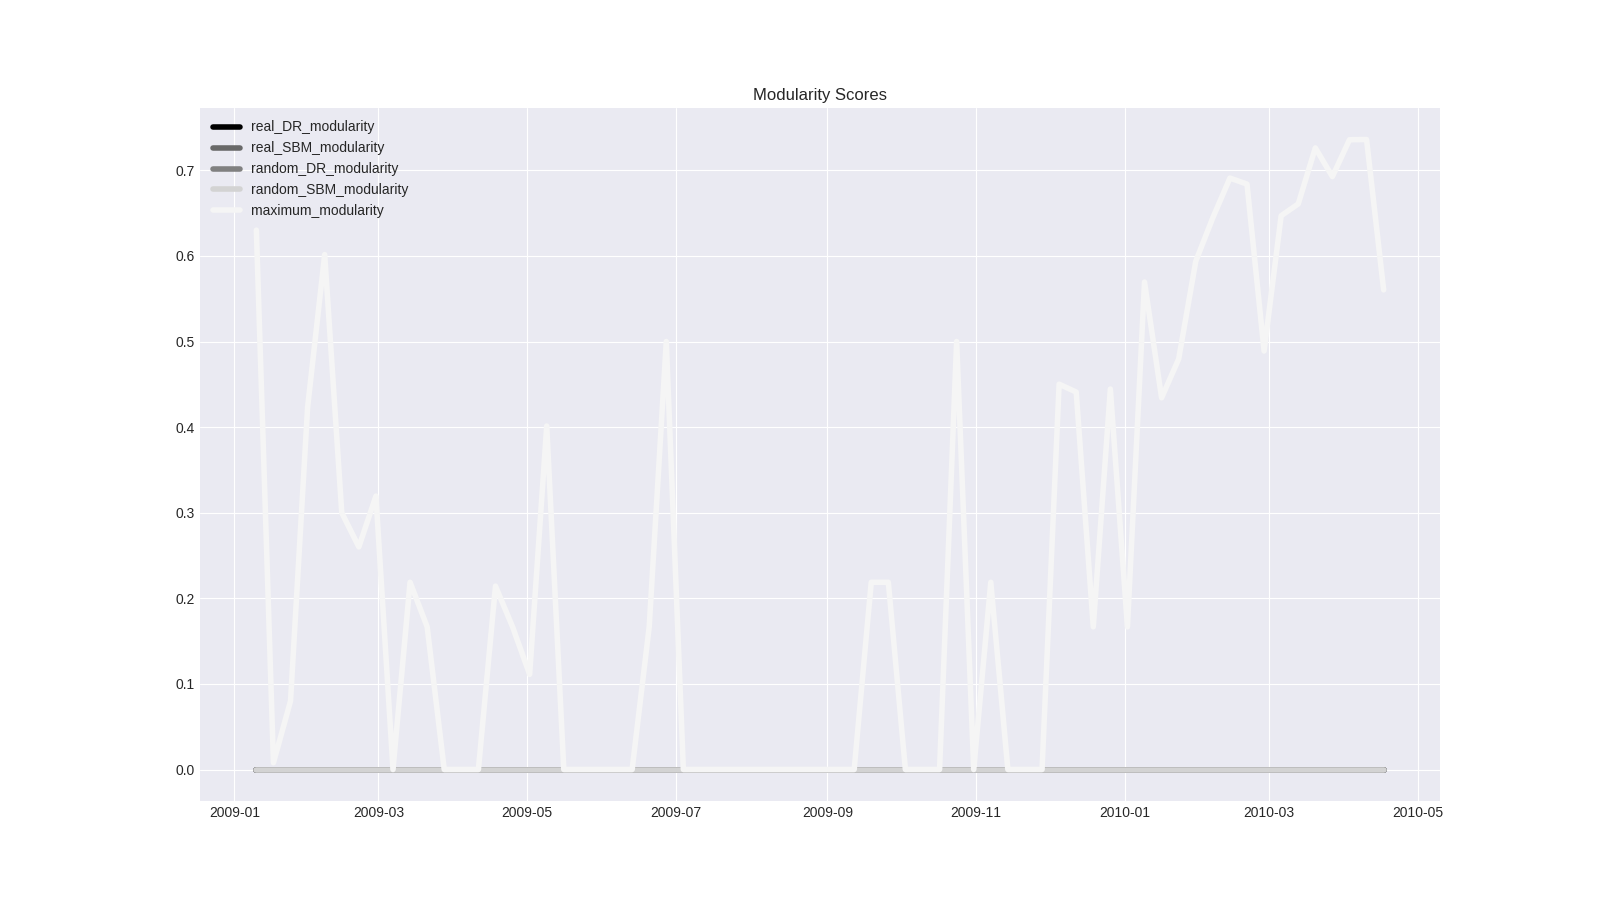 Modularity Scores
real_DR_modularity
real_SBM_modularity
random_DR_modularity
random_SBM_modularity
maximum_modularity
0.7
0.6
0.5
0.4
0.3
0.2
0.1
0.0
2009-01 2009-03 2009-05 2009-07 2009-09 2009-11 2010-01 2010-03 2010-05